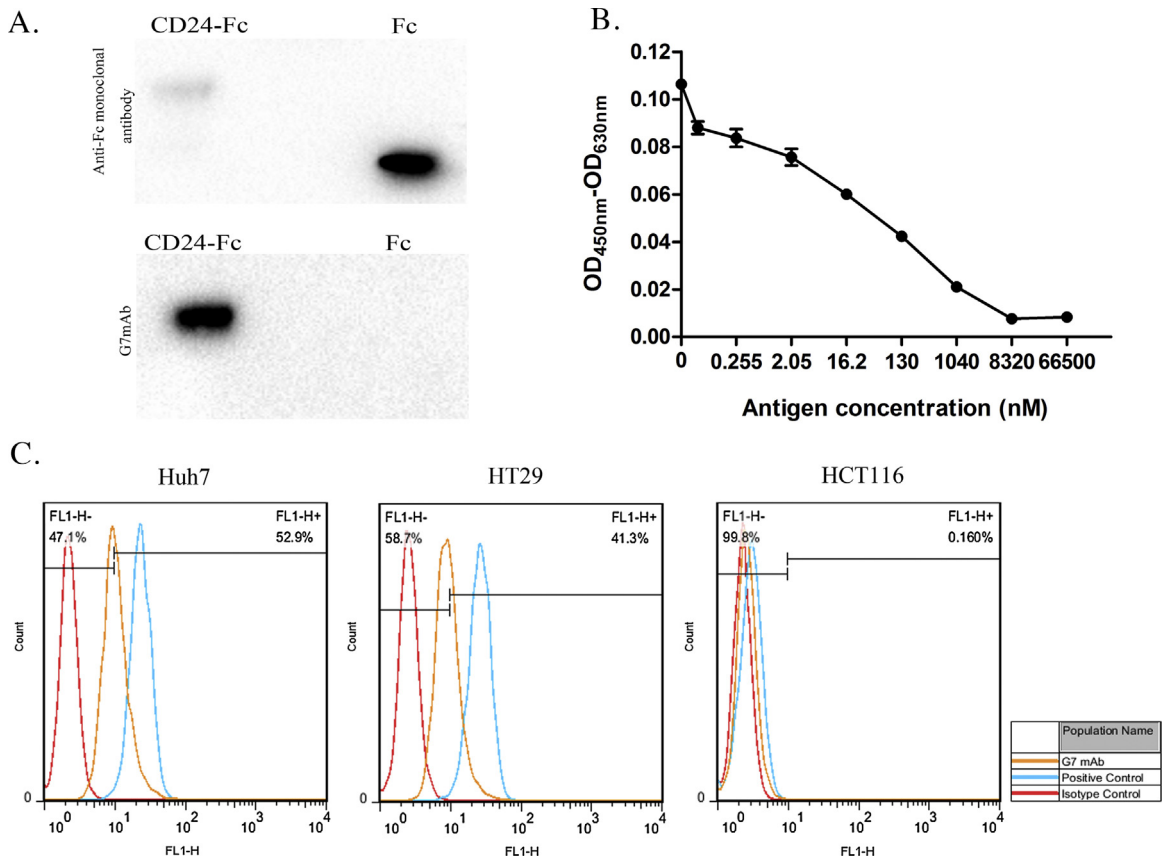 A.
CD24-Fc Fc
Anti-Fc monoclonal
antibody
CD24-Fc Fc
G7mAb
B.
OD450nm-OD630nm
0.12
0.10
0.08
0.06
0.04
0.02
0.00
0 0.255 2.05 16.2 130 1040 8320 66500
Antigen concentration (nM)
C.
Huh7
FL1-H- FL1-H+
47.1% 52.9%
Count
0
10^0 10^1 10^2 10^3 10^4
FL1-H
HT29
FL1-H- FL1-H+
58.7% 41.3%
Count
0
10^0 10^1 10^2 10^3 10^4
FL1-H
HCT116
FL1-H- FL1-H+
99.8% 0.160%
Count
0
10^0 10^1 10^2 10^3 10^4
FL1-H
Population Name
G7 mAb
Positive Control
Isotype Control